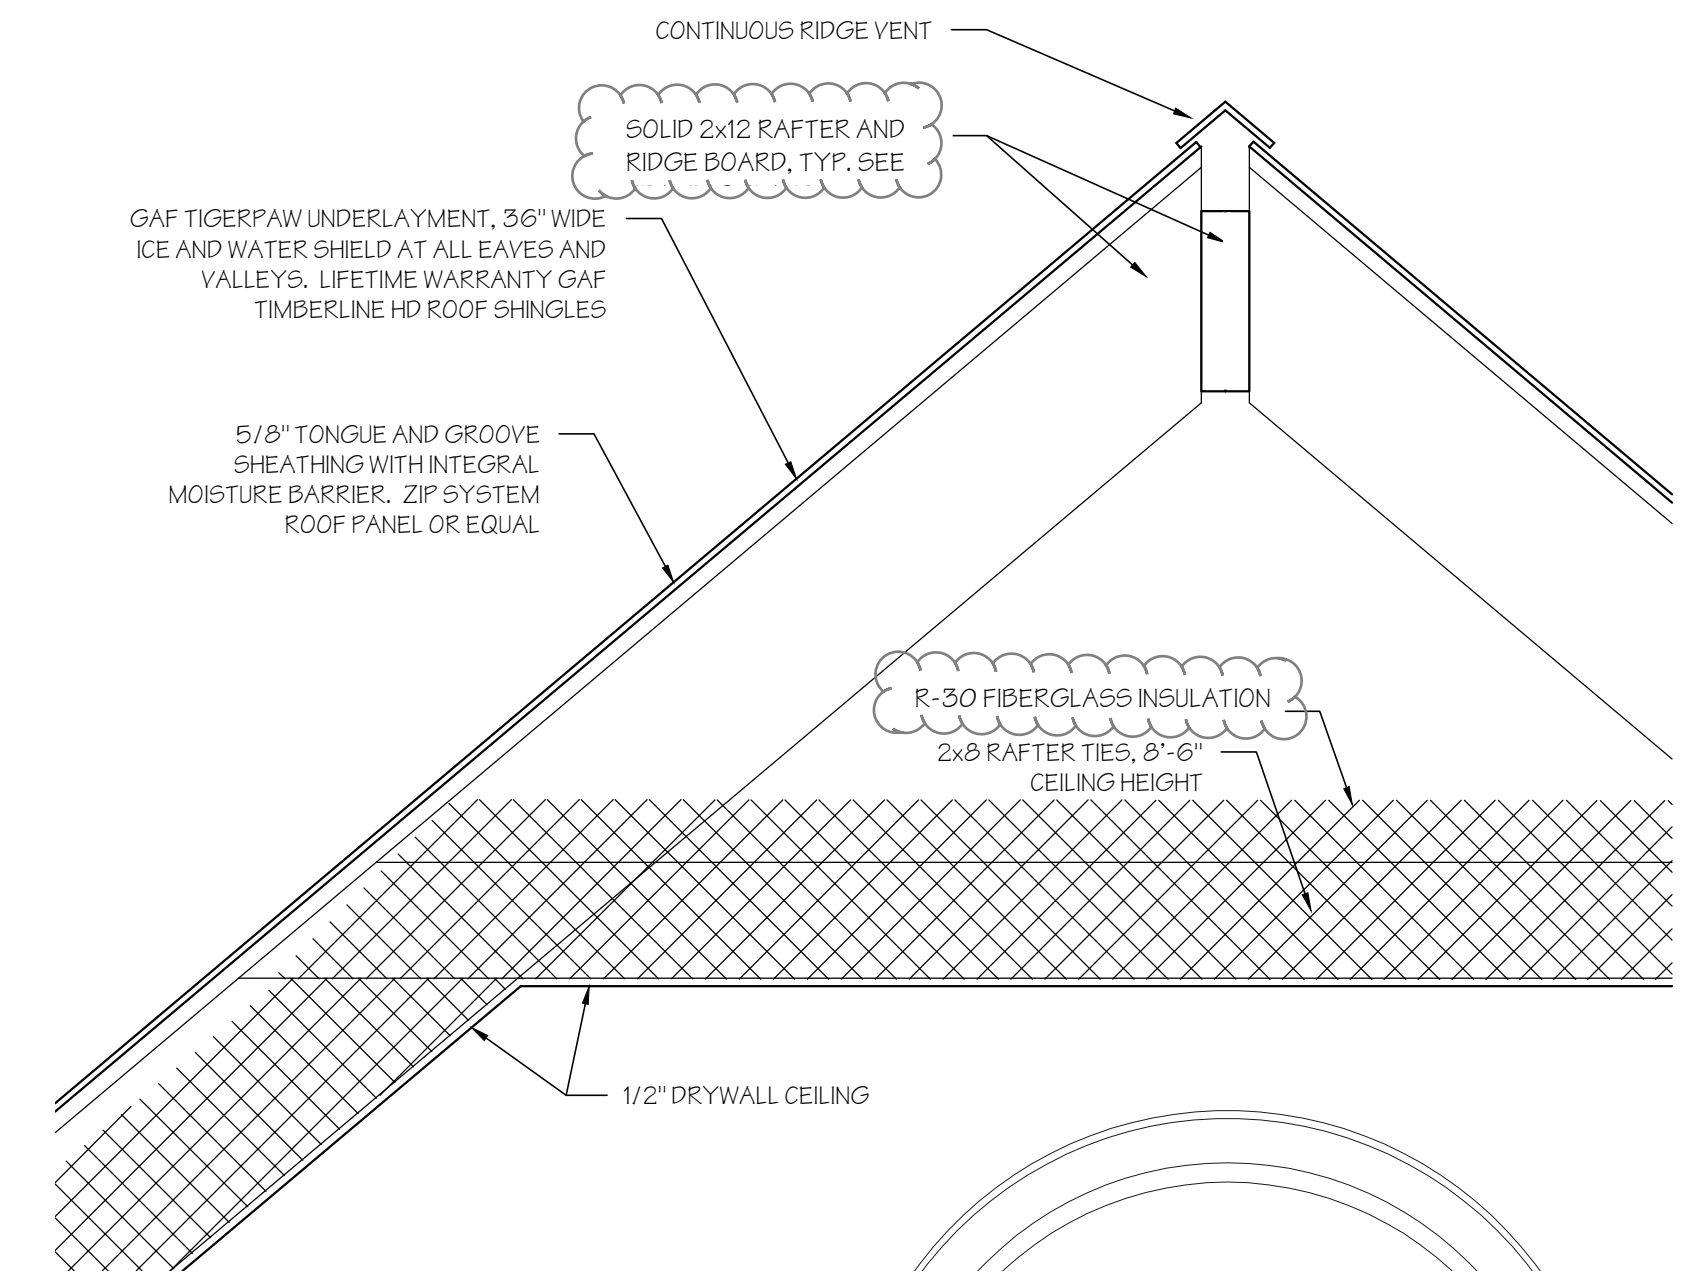 CONTINUOUS RIDGE VENT
SOLID 2x12 RAFTER AND
RIDGE BOARD, TYP. SEE
GAF TIGERPAW UNDERLAYMENT, 36" WIDE
ICE AND WATER SHIELD AT ALL EAVES AND
VALLEYS. LIFETIME WARRANTY GAF
TIMBERLINE HD ROOF SHINGLES
5/8" TONGUE AND GROOVE
SHEATHING WITH INTEGRAL
MOISTURE BARRIER. ZIP SYSTEM
ROOF PANEL OR EQUAL
R-30 FIBERGLASS INSULATION
2x8 RAFTER TIES, 8'-6"
CEILING HEIGHT
1/2" DRYWALL CEILING